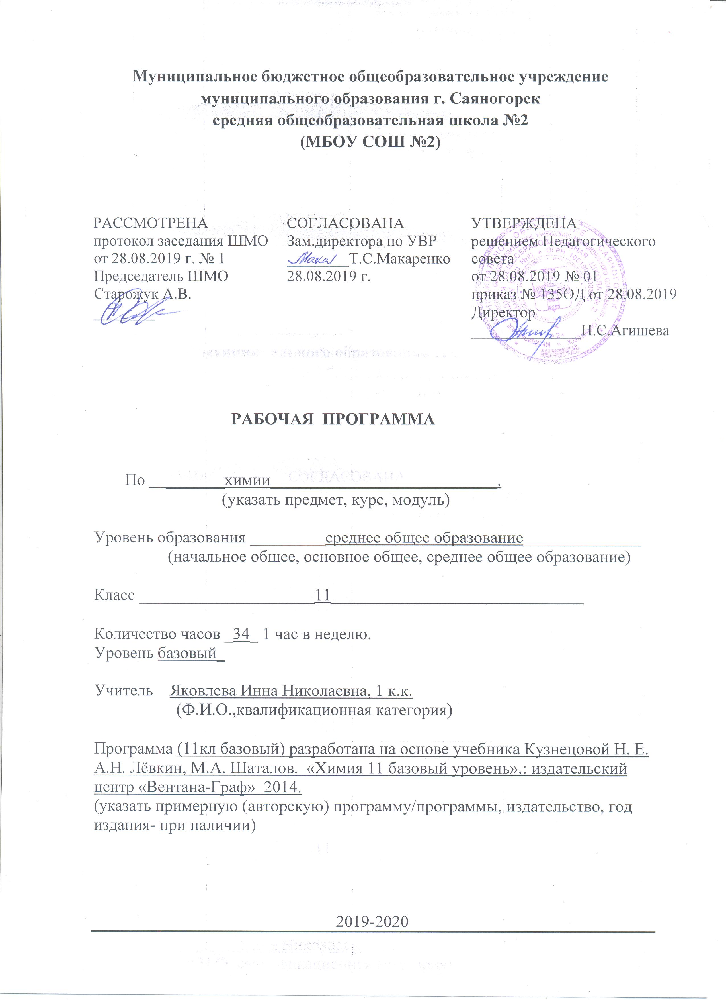 Муниципальное бюджетное общеобразовательное учреждение
муниципального образования г. Саяногорск
средняя общеобразовательная школа №2
(МБОУ СОШ №2)
РАССМОТРЕНА
протокол заседания ШМО
от 28.08.2019 г. № 1
Председатель ШМО
Старожук А.В.
СОГЛАСОВАНА
Зам.директора по УВР
Т.С.Макаренко
28.08.2019 г.
УТВЕРЖДЕНА
решением Педагогического
совета
от 28.08.2019 № 01
приказ № 135ОД от 28.08.2019
Директор
Н.С.Агишева
РАБОЧАЯ ПРОГРАММА
По химии.
(указать предмет, курс, модуль)
Уровень образования среднее общее образование
(начальное общее, основное общее, среднее общее образование)
Класс 11
Количество часов _34_ 1 час в неделю.
Уровень базовый_
Учитель Яковлева Инна Николаевна, 1 к.к.
(Ф.И.О.,квалификационная категория)
Программа (11кл базовый) разработана на основе учебника Кузнецовой Н. Е.
А.Н. Лёвкин, М.А. Шаталов. «Химия 11 базовый уровень».: издательский
центр «Вентана-Граф» 2014.
(указать примерную (авторскую) программу/программы, издательство, год
издания- при наличии)
2019-2020